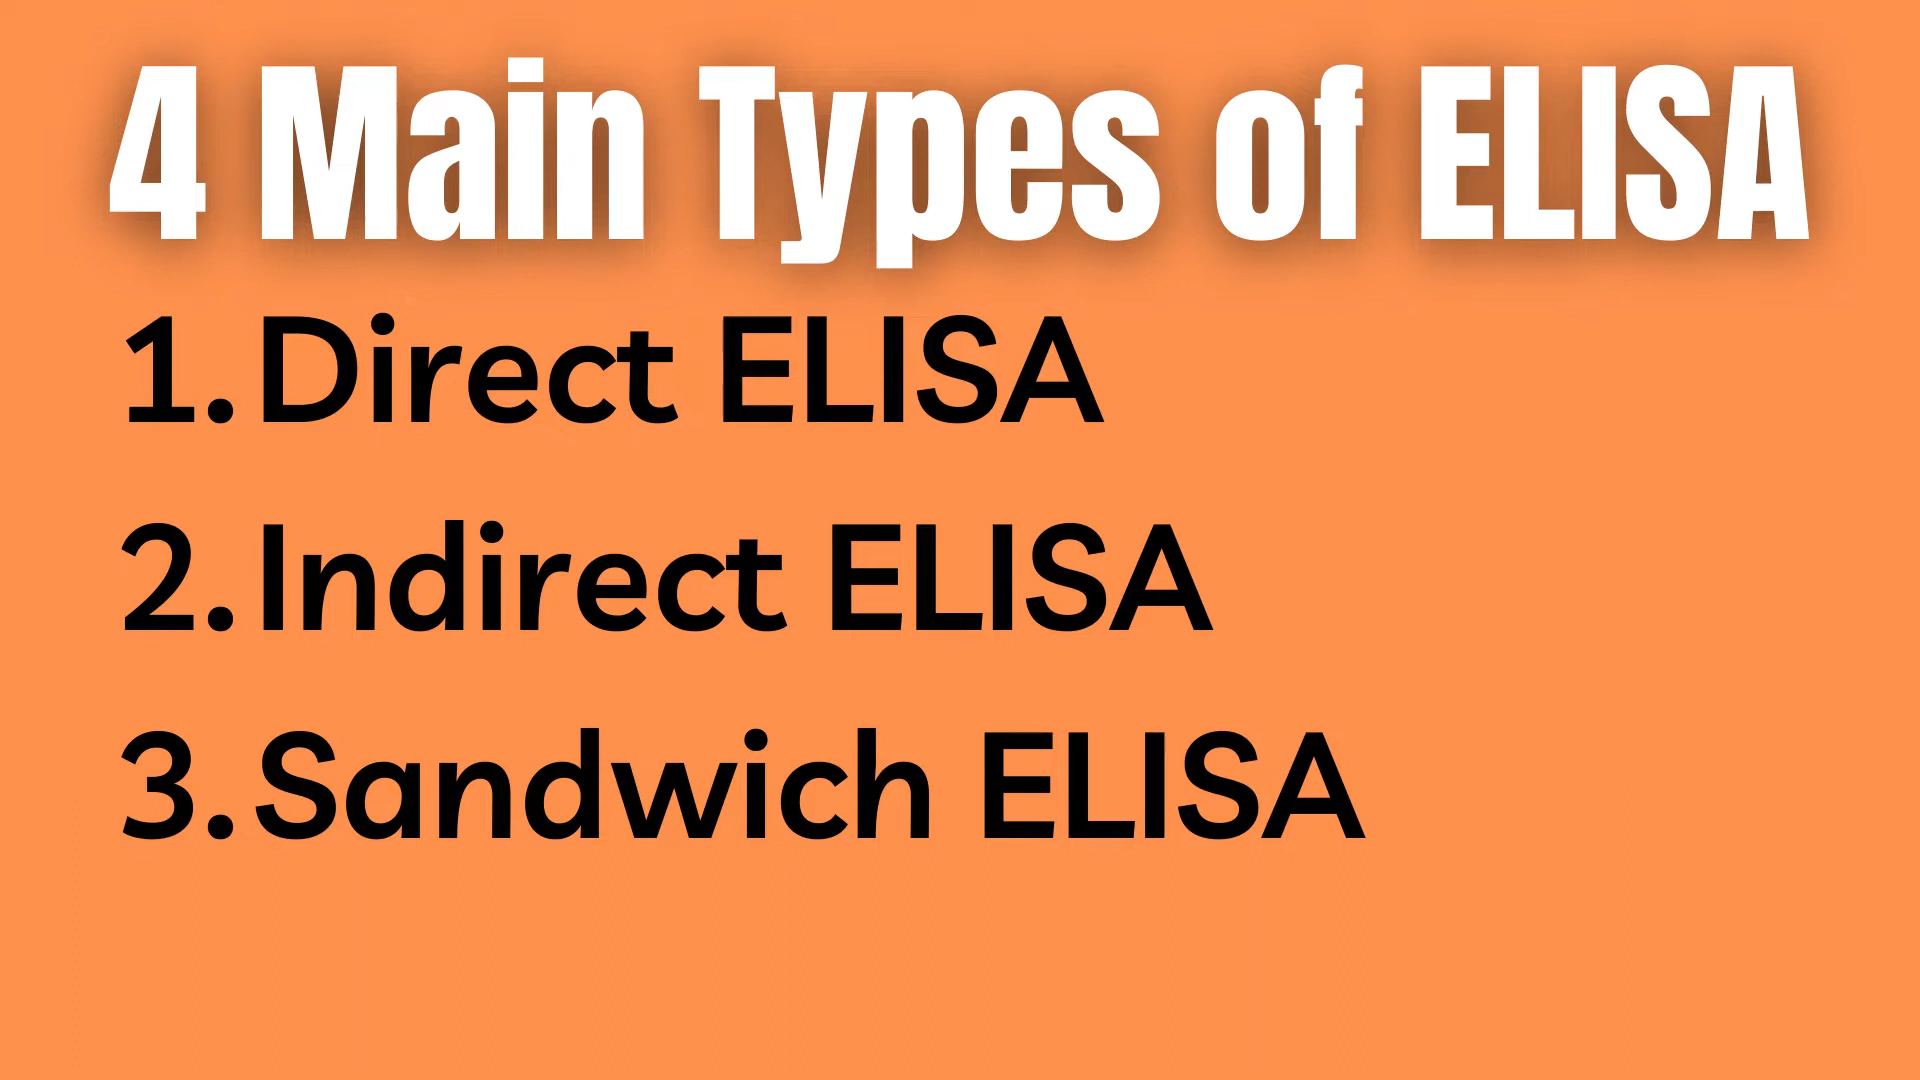 4 Main Types of ELISA
1. Direct ELISA
2. Indirect ELISA
3. Sandwich ELISA